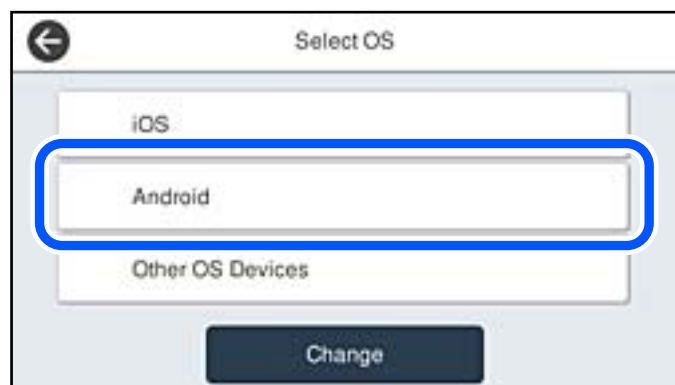 Select OS
iOS
Android
Other OS Devices
Change